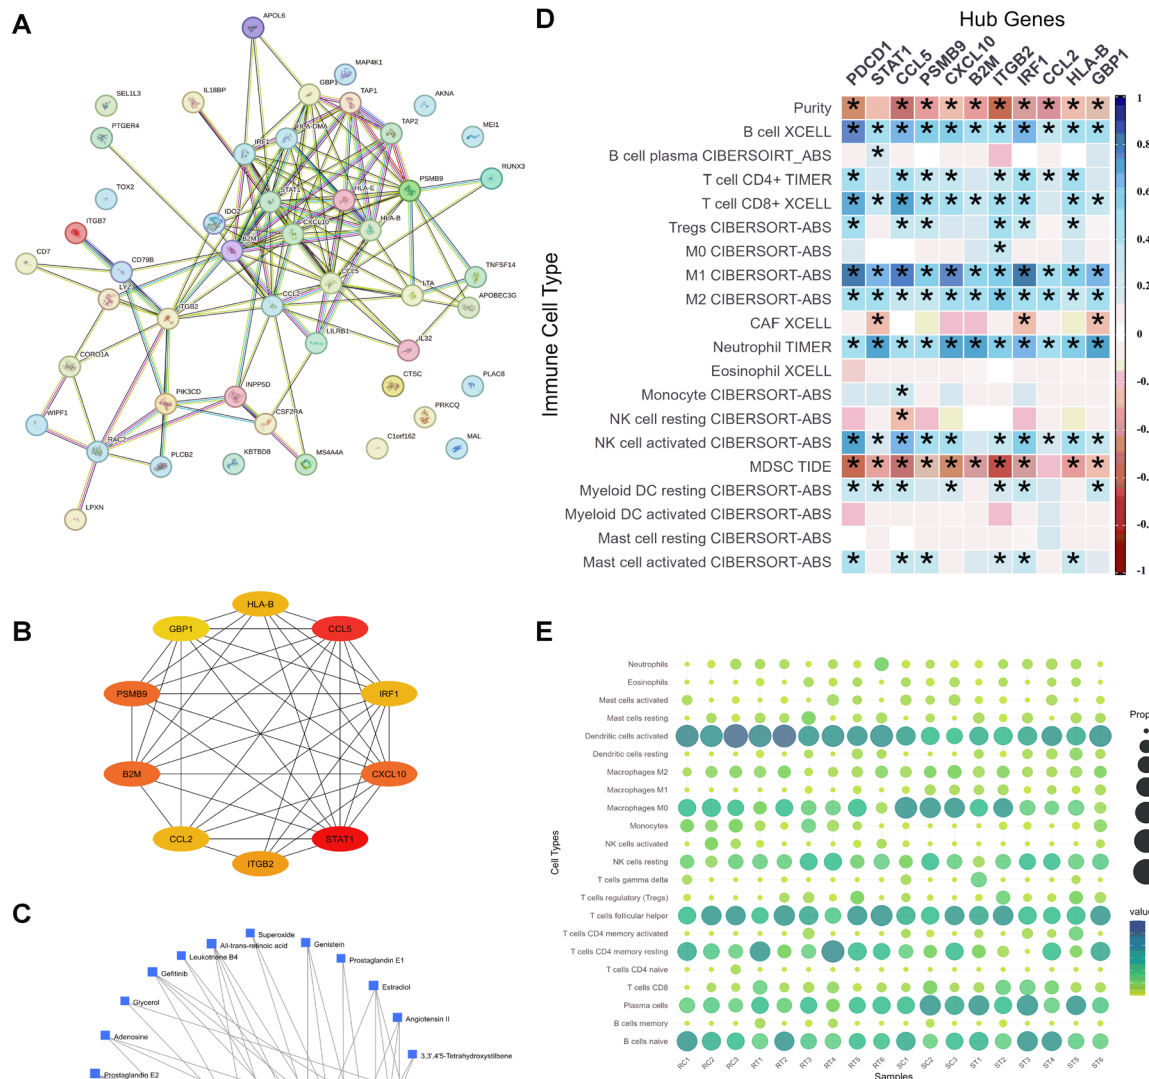 A
APOL6
MAP4K1
GBP1
TAP1
IL18BP
SEL1L3
AKNA
HLA-DMA
TAP2
PTGER4
MEI1
IRF1
RUNX3
PSMB9
TOX2
STAT1
HLA-E
IDO2
ITGB7
CXCL10
HLA-B
B2M
CD7
CD79B
CCL5
TNFSF14
LTA
LYZ
CCL2
APOBEC3G
ITGB2
LILRB1
IL32
CORO1A
CTSC
PLAC8
PIK3CD
INPP5D
PRKCQ
WIPF1
CSF2RA
C1orf162
MAL
RAC2
PLCB2
KBTBD8
MS4A4A
LPXN
B
HLA-B
GBP1
CCL5
PSMB9
IRF1
B2M
CXCL10
CCL2
STAT1
ITGB2
C
Superoxide
All-trans-retinoic acid
Genistein
Leukotriene B4
Prostaglandin E1
Gefitinib
Estradiol
Glycerol
Angiotensin II
Adenosine
3,3',4'5-Tetrahydroxystilbene
Prostaglandin E2
D
Hub Genes
PDCD1
STAT1
CCL5
PSMB9
CXCL10
B2M
ITGB2
IRF1
CCL2
HLA-B
GBP1
Immune Cell Type
Purity
B cell XCELL
B cell plasma CIBERSOIRT_ABS
T cell CD4+ TIMER
T cell CD8+ XCELL
Tregs CIBERSORT-ABS
M0 CIBERSORT-ABS
M1 CIBERSORT-ABS
M2 CIBERSORT-ABS
CAF XCELL
Neutrophil TIMER
Eosinophil XCELL
Monocyte CIBERSORT-ABS
NK cell resting CIBERSORT-ABS
NK cell activated CIBERSORT-ABS
MDSC TIDE
Myeloid DC resting CIBERSORT-ABS
Myeloid DC activated CIBERSORT-ABS
Mast cell resting CIBERSORT-ABS
Mast cell activated CIBERSORT-ABS
1
0.8
0.6
0.4
0.2
0
-0.
-0.
-0.
-0.
-1
E
Cell Types
Neutrophils
Eosinophils
Mast cells activated
Mast cells resting
Dendritic cells activated
Dendritic cells resting
Macrophages M2
Macrophages M1
Macrophages M0
Monocytes
NK cells activated
NK cells resting
T cells gamma delta
T cells regulatory (Tregs)
T cells follicular helper
T cells CD4 memory activated
T cells CD4 memory resting
T cells CD4 naive
T cells CD8
Plasma cells
B cells memory
B cells naive
RC1
RC2
RC3
RT1
RT2
RT3
RT4
RT5
RT6
SC1
SC2
SC3
ST1
ST2
ST3
ST4
ST5
ST6
Samples
Prop
value